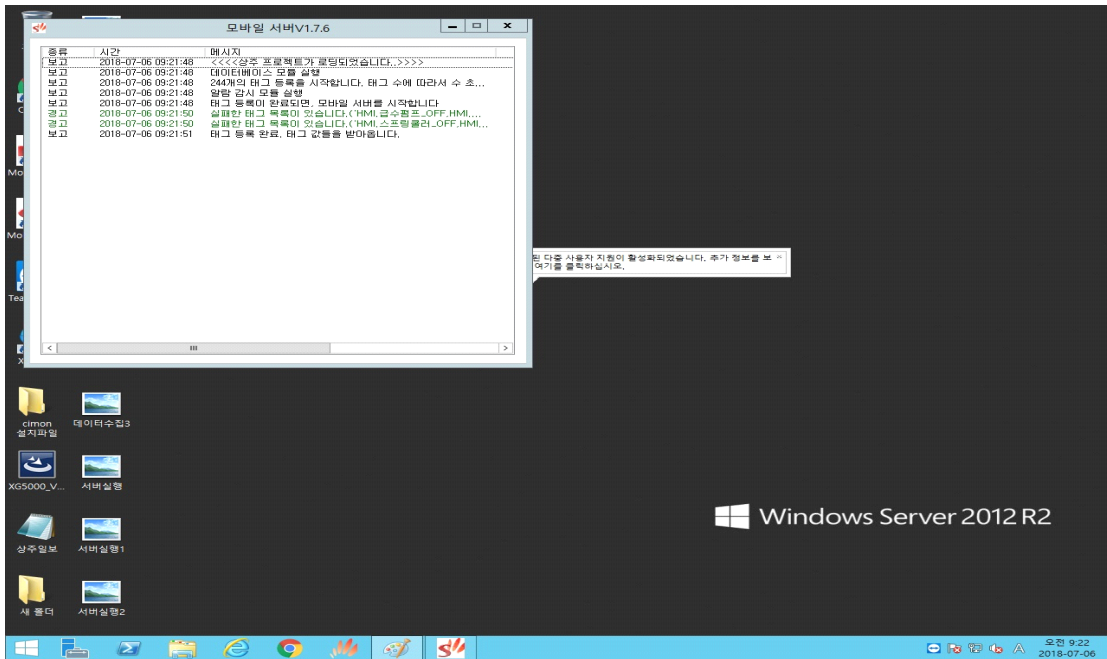 모바일 서버V1.7.6
종류 시간 메시지
보고 2018-07-06 09:21:48 <<<<상주 프로젝트가 로딩되었습니다..>>>>
보고 2018-07-06 09:21:48 데이터베이스 모듈 실행
보고 2018-07-06 09:21:48 244개의 태그 등록을 시작합니다. 태그 수에 따라서 수 초...
보고 2018-07-06 09:21:48 알람 감시 모듈 실행
보고 2018-07-06 09:21:48 태그 등록이 완료되면, 모바일 서버를 시작합니다
경고 2018-07-06 09:21:50 실패한 태그 목록이 있습니다.('HMI.급수펌프_OFF,HMI,...
경고 2018-07-06 09:21:50 실패한 태그 목록이 있습니다.('HMI.스프링쿨러_OFF,HMI,...
보고 2018-07-06 09:21:51 태그 등록 완료, 태그 값들을 받아옵니다.
된 다중 사용자 지원이 활성화되었습니다. 추가 정보를 보
여기를 클릭하십시오.
Mo
Mo
Tea
X
cimon
설치파일
데이터수집3
XG5000_V...
서버실행
상주일보
서버실행1
새 폴더
서버실행2
Windows Server 2012 R2
A
오전 9:22
2018-07-06